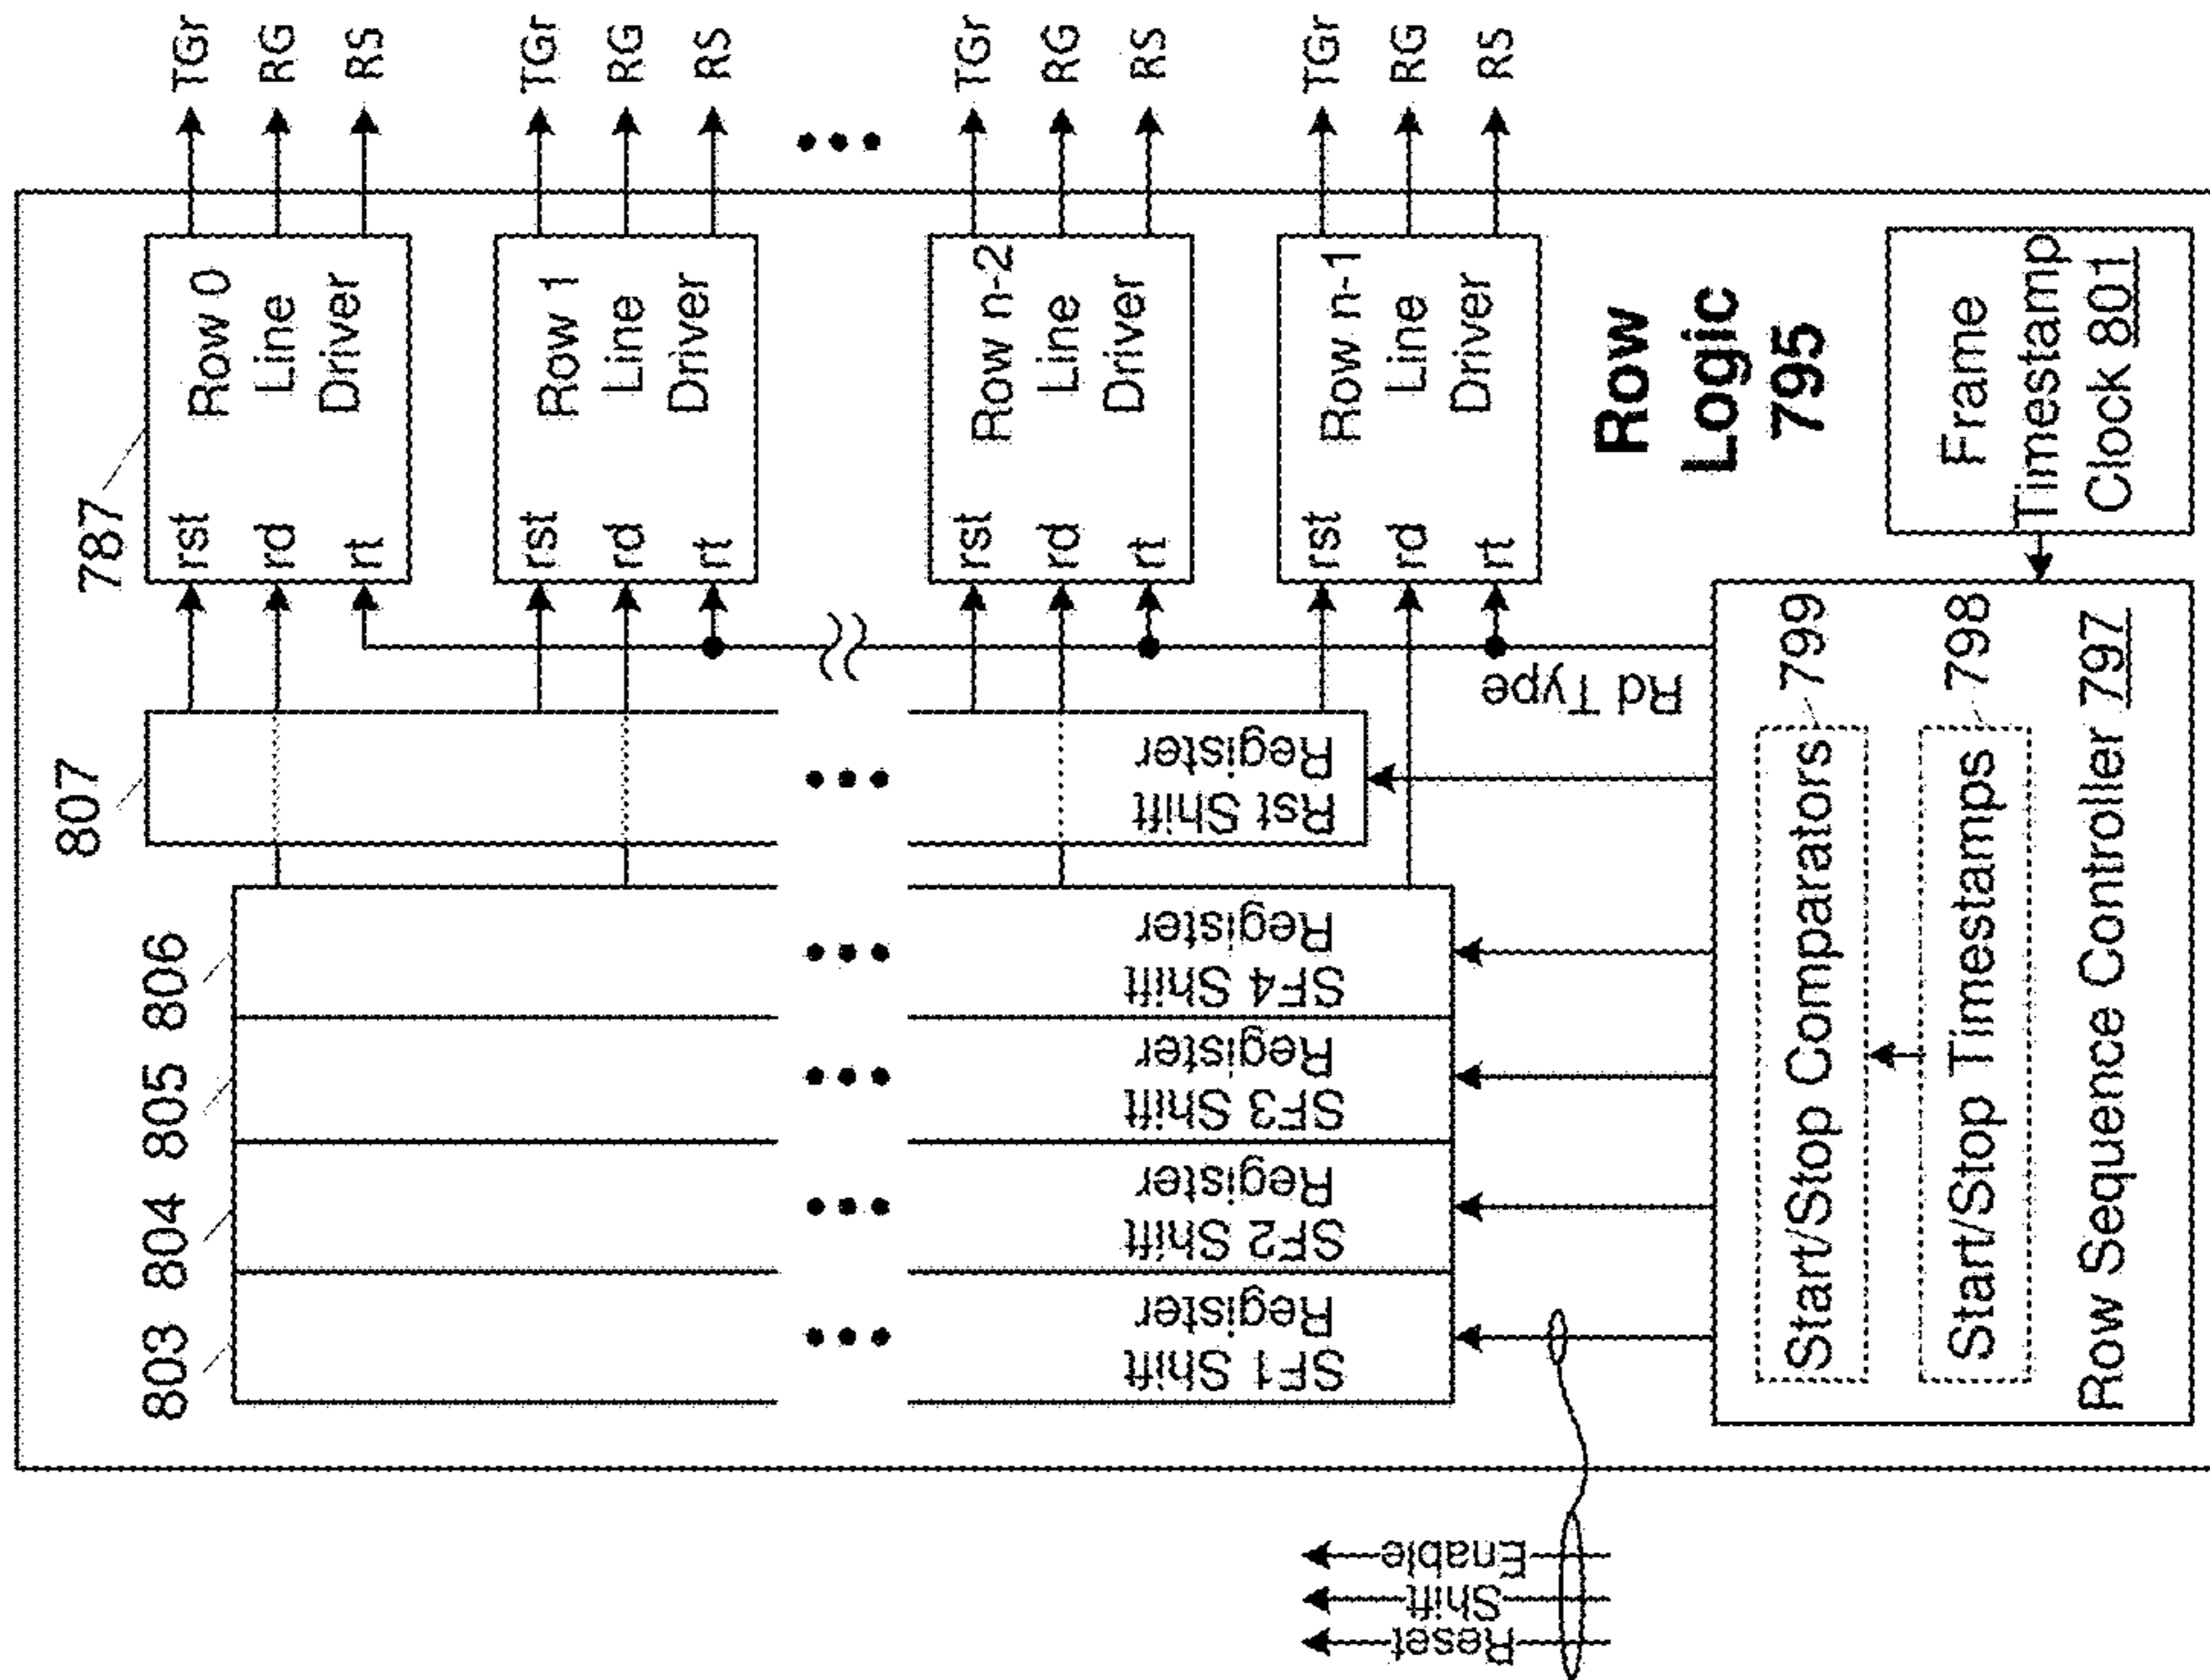 803
804
805
806
807
787
SF1 Shift
Register
SF2 Shift
Register
SF3 Shift
Register
SF4 Shift
Register
Rst Shift
Register
Rd Type
rst
rd
rt
Row 0
Line
Driver
TGr
RG
RS
rst
rd
rt
Row 1
Line
Driver
TGr
RG
RS
rst
rd
rt
Row n-2
Line
Driver
TGr
RG
RS
rst
rd
rt
Row n-1
Line
Driver
TGr
RG
RS
Row
Logic
795
Start/Stop Comparators
799
Start/Stop Timestamps
798
Row Sequence Controller 797
Frame
Timestamp
Clock 801
Reset
Shift
Enable